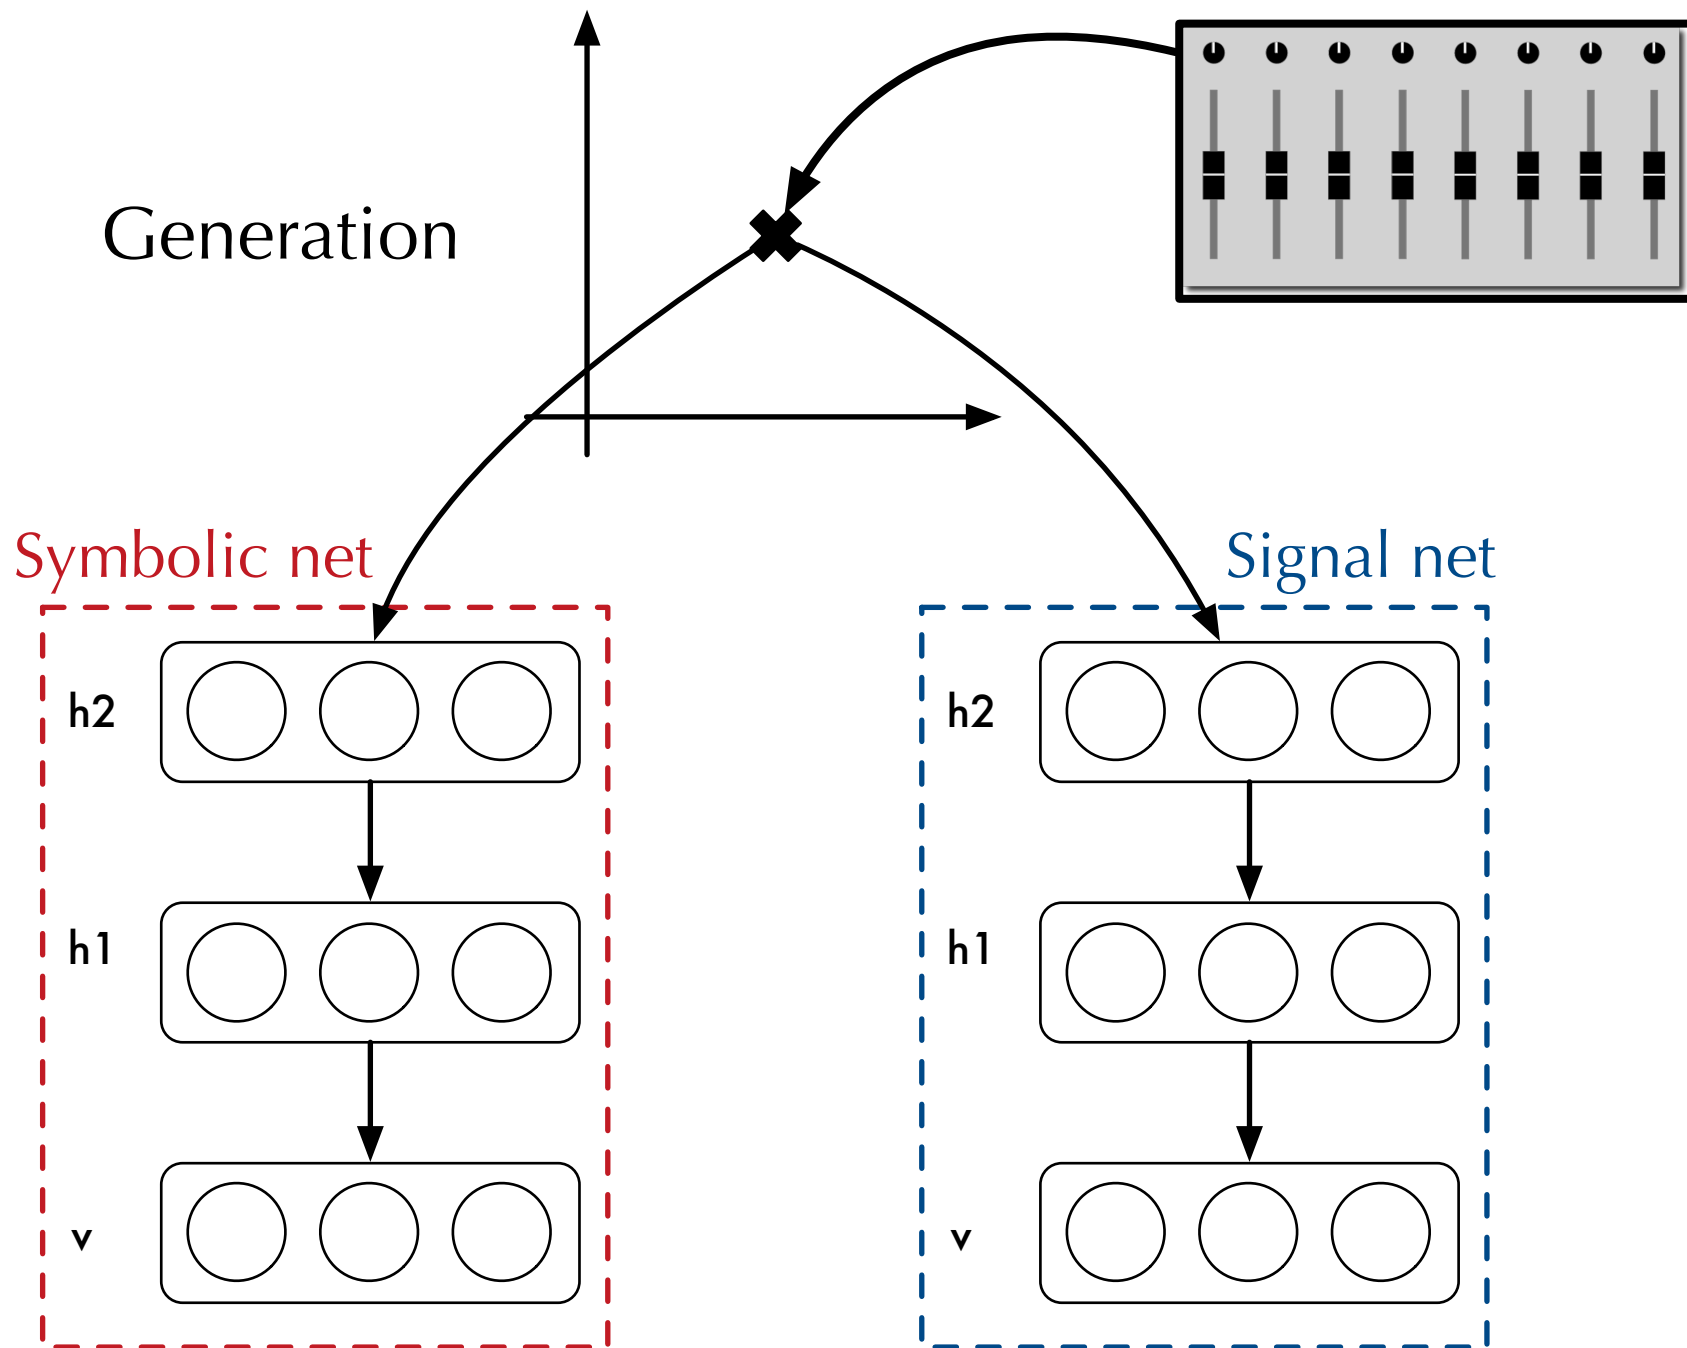 Generation
Symbolic net
Signal net
h2
h2
h1
h1
v
v